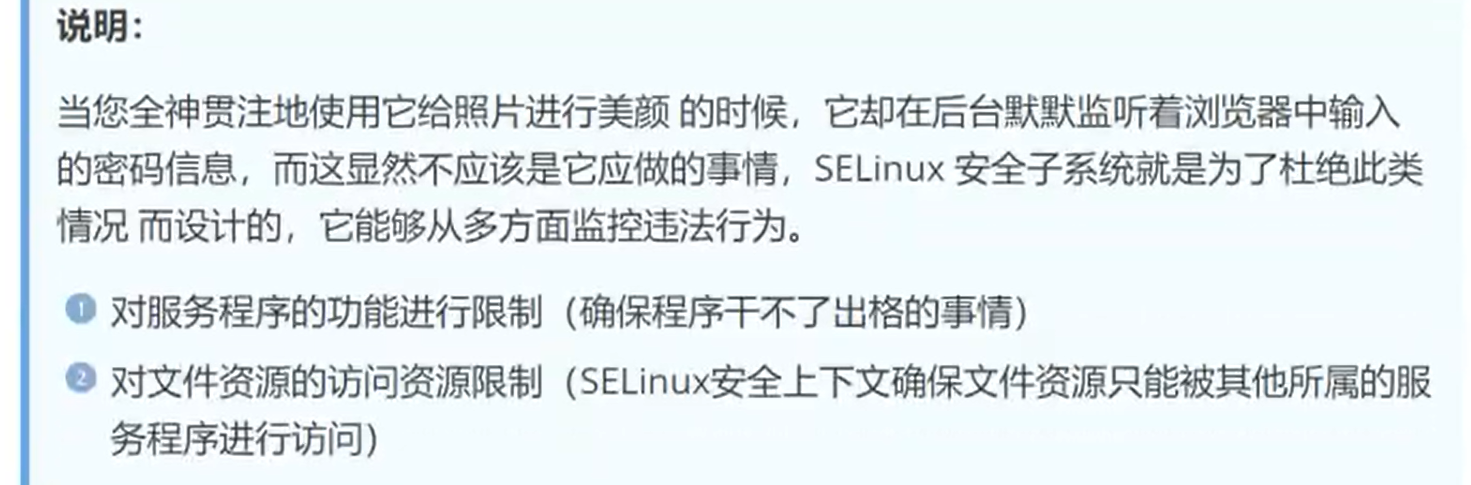 说明：
当您全神贯注地使用它给照片进行美颜 的时候，它却在后台默默监听着浏览器中输入
的密码信息，而这显然不应该是它应做的事情，SELinux 安全子系统就是为了杜绝此类
情况 而设计的，它能够从多方面监控违法行为。
1 对服务程序的功能进行限制（确保程序干不了出格的事情）
2 对文件资源的访问资源限制（SELinux安全上下文确保文件资源只能被其他所属的服
务程序进行访问）